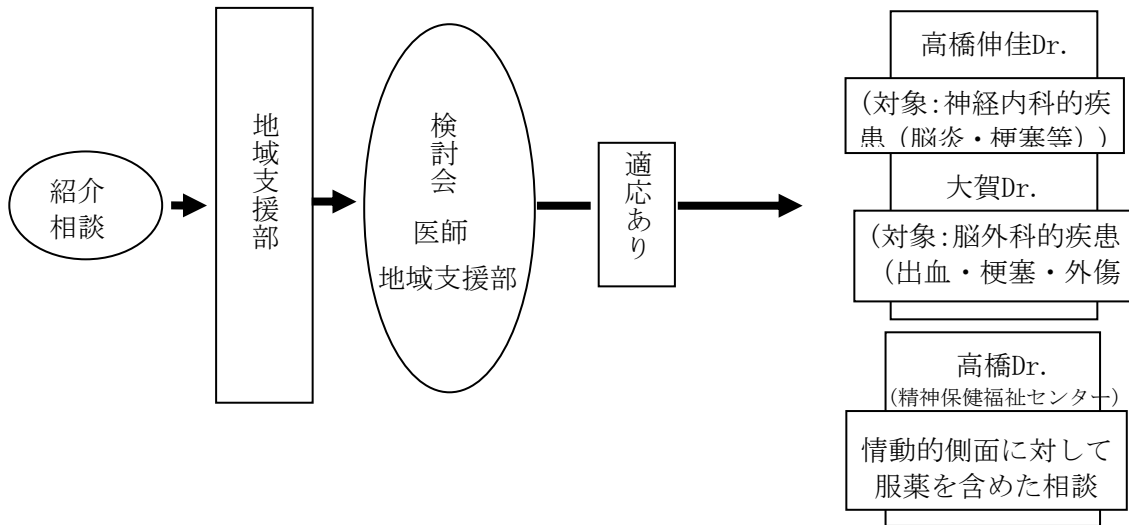 紹介
相談
地域支援部
検討会
医師
地域支援部
適応あり
高橋伸佳Dr.
(対象:神経内科的疾
患(脳炎・梗塞等))
大賀Dr.
(対象:脳外科的疾患
(出血・梗塞・外傷
高橋Dr.
(精神保健福祉センター)
情動的側面に対して
服薬を含めた相談